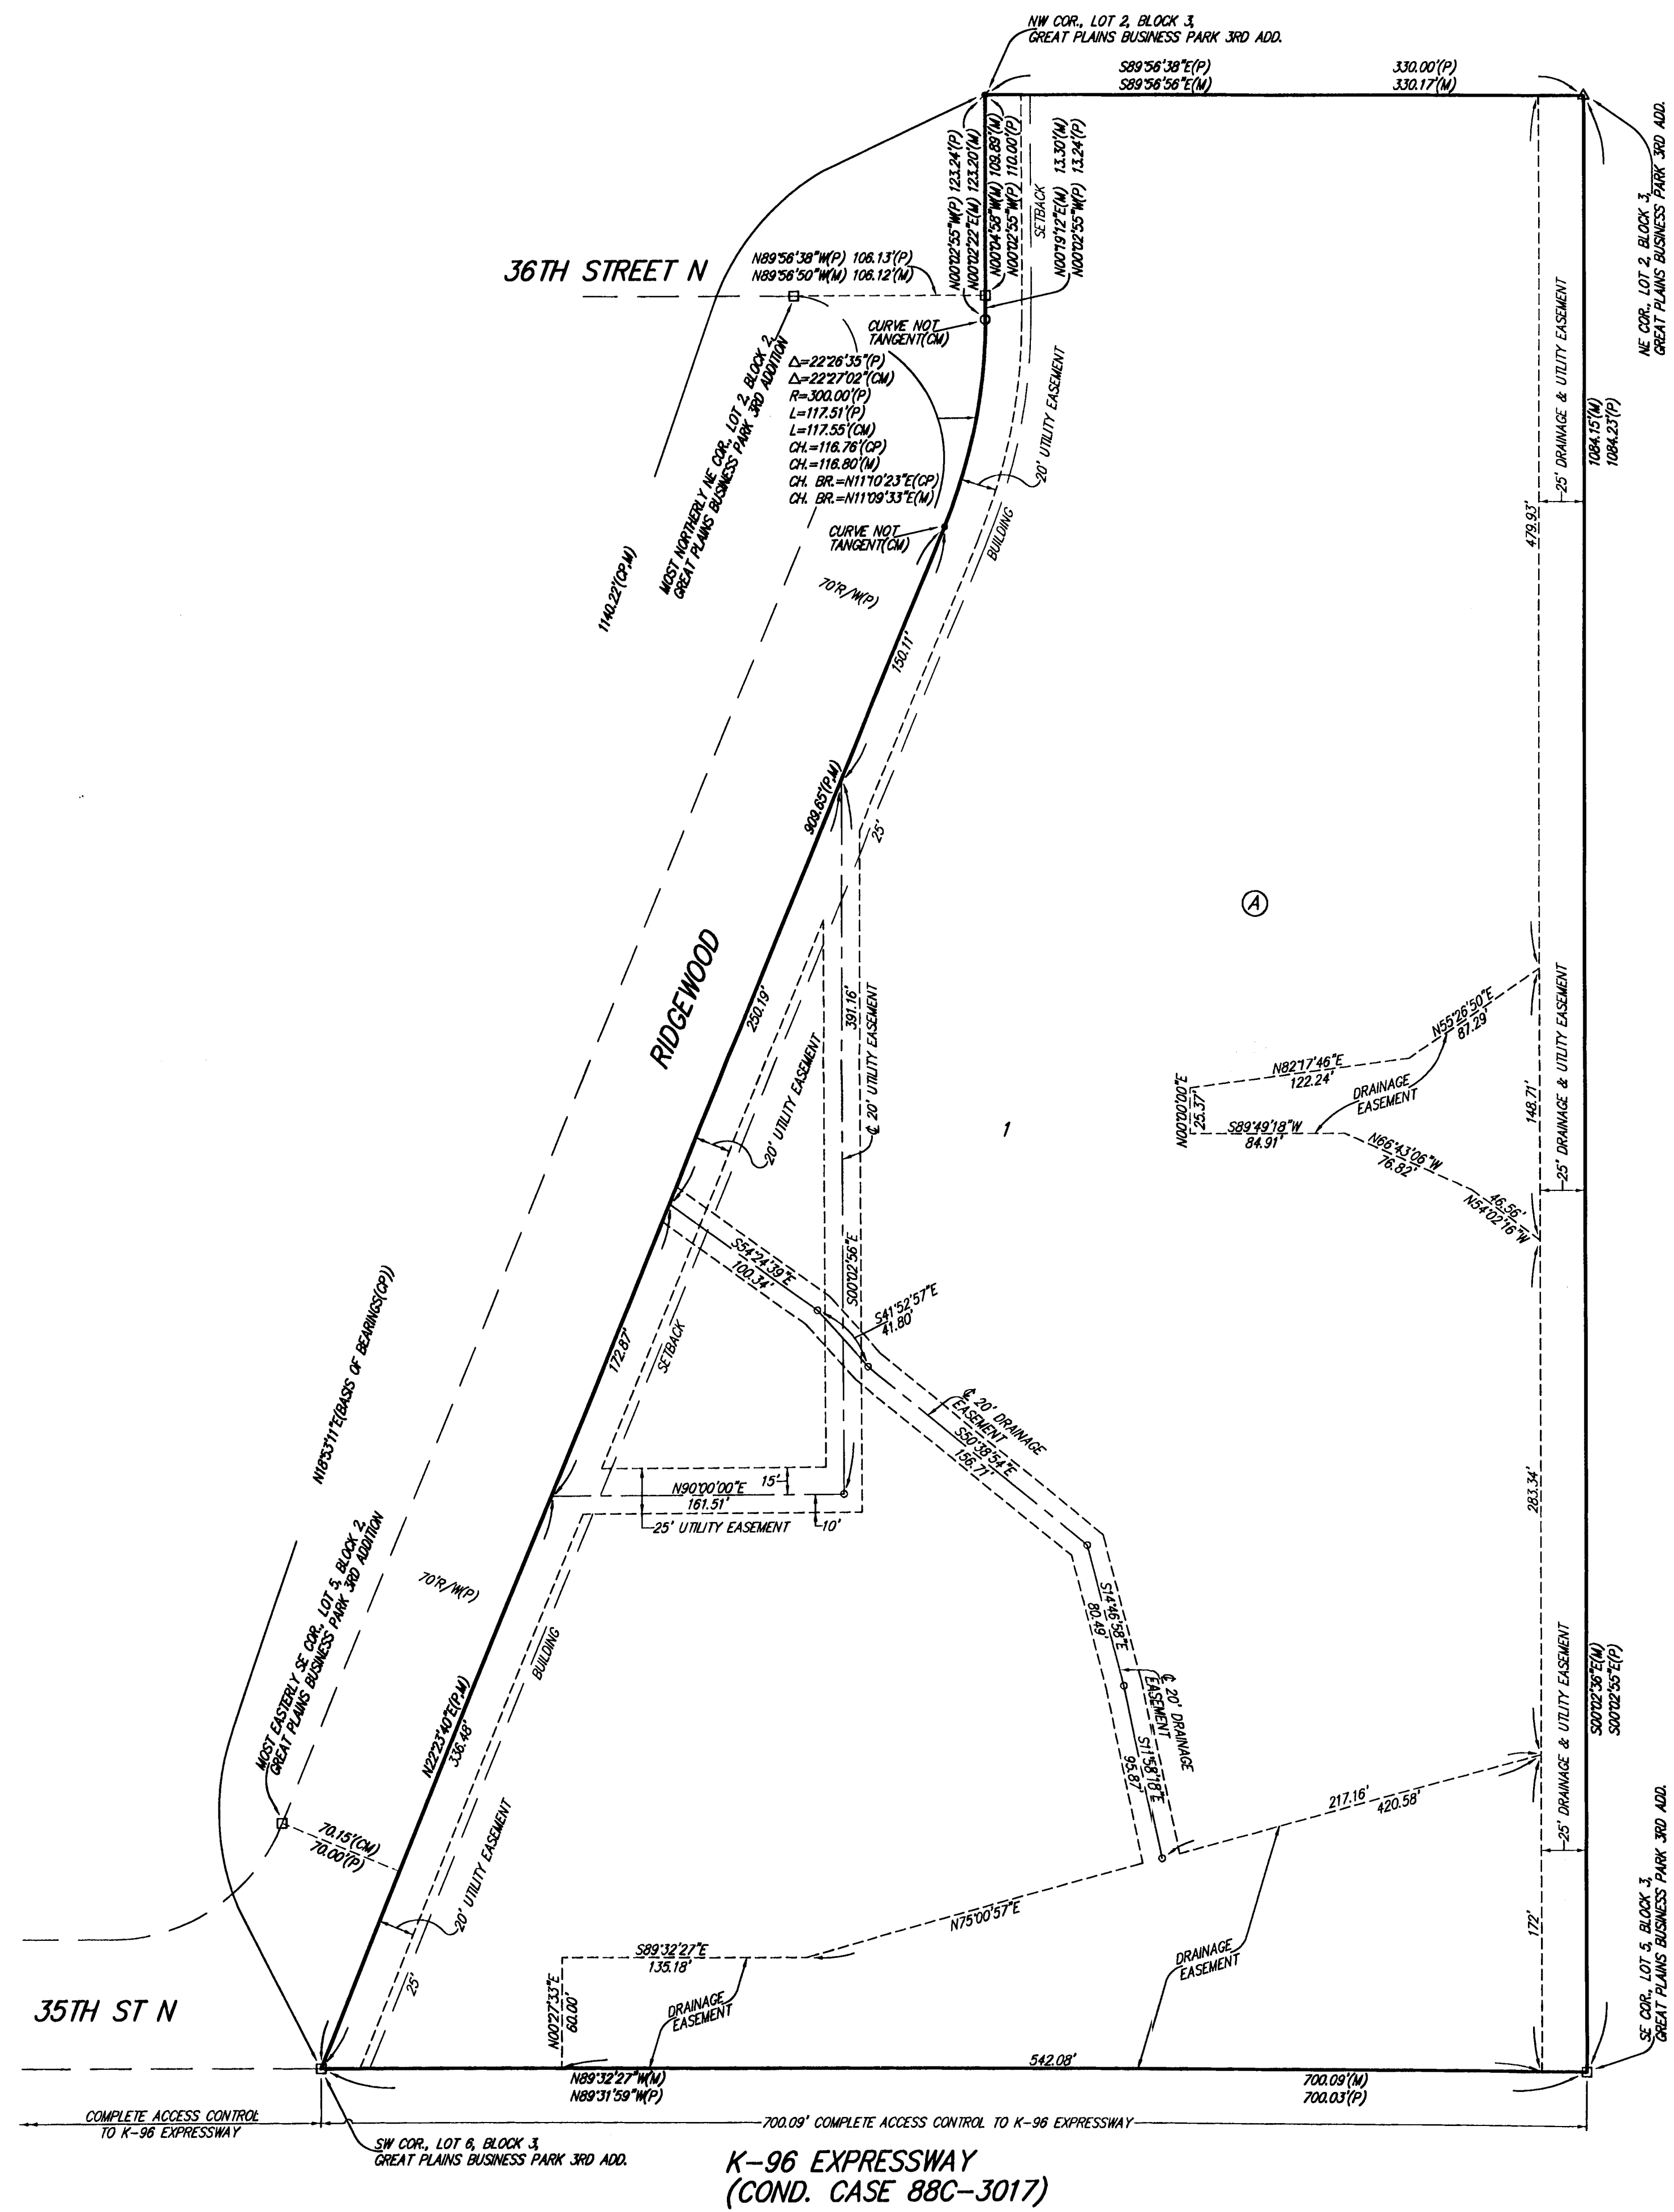 NW COR., LOT 2, BLOCK 3,
GREAT PLAINS BUSINESS PARK 3RD ADD.
S89°56'38"E(P)
S89°56'56"E(M)
330.00'(P)
330.17'(M)
NE COR., LOT 2, BLOCK 3,
GREAT PLAINS BUSINESS PARK 3RD ADD.
N00°02'55"W(P) 123.24'(P)
N00°02'22"E(M) 123.20'(M)
N00°04'58"W(M) 109.89'(M)
N00°02'55"W(P) 110.00'(P)
SETBACK
N00°19'12"E(M) 13.30'(M)
N00°02'55"W(P) 13.24'(P)
36TH STREET N
N89°56'38"W(P) 106.13'(P)
N89°56'50"W(M) 106.12'(M)
CURVE NOT
TANGENT(CM)
MOST NORTHERLY NE COR., LOT 2, BLOCK 2,
GREAT PLAINS BUSINESS PARK 3RD ADDITION
Δ=22°26'35"(P)
Δ=22°27'02"(CM)
R=300.00'(P)
L=117.51'(P)
L=117.55'(CM)
CH.=116.76'(CP)
CH.=116.80'(M)
CH. BR.=N11°10'23"E(CP)
CH. BR.=N11°09'33"E(M)
20' UTILITY EASEMENT
25' DRAINAGE & UTILITY EASEMENT
1084.15'(M)
1084.23'(P)
CURVE NOT
TANGENT(CM)
BUILDING
479.93'
1140.22'(CP,M)
70'R/W(P)
150.11'
909.65'(P,M)
25'
A
RIDGEWOOD
250.19'
20' UTILITY EASEMENT
391.16'
℄ 20' UTILITY EASEMENT
S00°02'56"E
1
N55°26'50"E
87.29'
N82°17'46"E
122.24'
DRAINAGE
EASEMENT
N00°00'00"E
25.37'
S89°49'18"W
84.91'
N66°43'06"W
76.82'
46.56'
N54°02'16"W
148.71'
25' DRAINAGE & UTILITY EASEMENT
S54°24'39"E
100.34'
S41°52'57"E
41.80'
N18°53'11"E(BASIS OF BEARINGS(CP))
172.87'
SETBACK
℄ 20' DRAINAGE
EASEMENT
S50°38'54"E
156.71'
N90°00'00"E
161.51'
15'
25' UTILITY EASEMENT
10'
283.34'
MOST EASTERLY SE COR., LOT 5, BLOCK 2,
GREAT PLAINS BUSINESS PARK 3RD ADDITION
70'R/W(P)
BUILDING
S14°46'58"E
80.49'
℄ 20' DRAINAGE
EASEMENT
S11°58'18"E
95.87'
N22°23'40"E(P,M)
336.48'
25' DRAINAGE & UTILITY EASEMENT
S00°02'36"E(M)
S00°02'55"E(P)
217.16'
420.58'
70.15'(CM)
70.00'(P)
20' UTILITY EASEMENT
N75°00'57"E
172'
S89°32'27"E
135.18'
N00°27'33"E
60.00'
DRAINAGE
EASEMENT
DRAINAGE
EASEMENT
25'
35TH ST N
SE COR., LOT 5, BLOCK 3,
GREAT PLAINS BUSINESS PARK 3RD ADD.
542.08'
N89°32'27"W(M)
N89°31'59"W(P)
700.09'(M)
700.03'(P)
COMPLETE ACCESS CONTROL
TO K-96 EXPRESSWAY
700.09' COMPLETE ACCESS CONTROL TO K-96 EXPRESSWAY
SW COR., LOT 6, BLOCK 3,
GREAT PLAINS BUSINESS PARK 3RD ADD.
K-96 EXPRESSWAY
(COND. CASE 88C-3017)